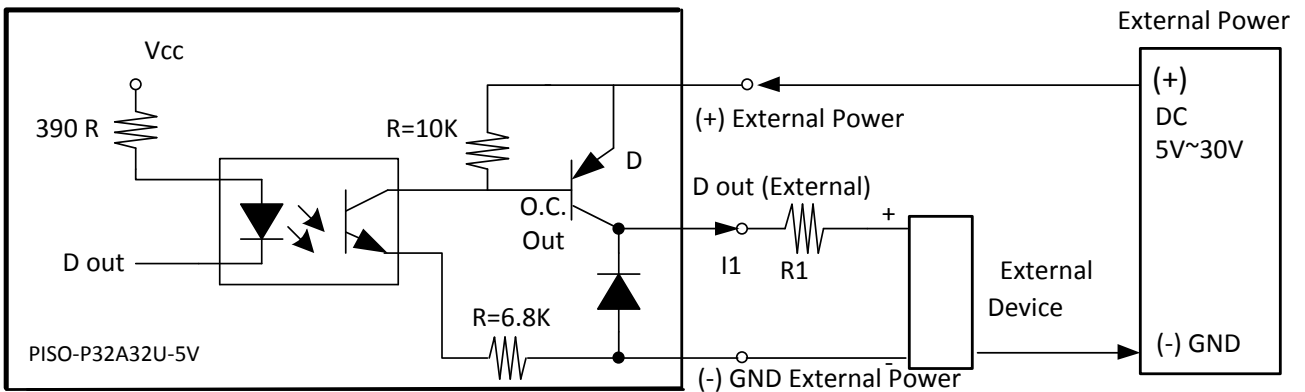 External Power
Vcc
390 R
R=10K
(+) External Power
(+)
DC
5V~30V
D
D out (External)
O.C.
Out
+
D out
I1
R1
External
Device
R=6.8K
PISO-P32A32U-5V
-
(-) GND External Power
(-) GND